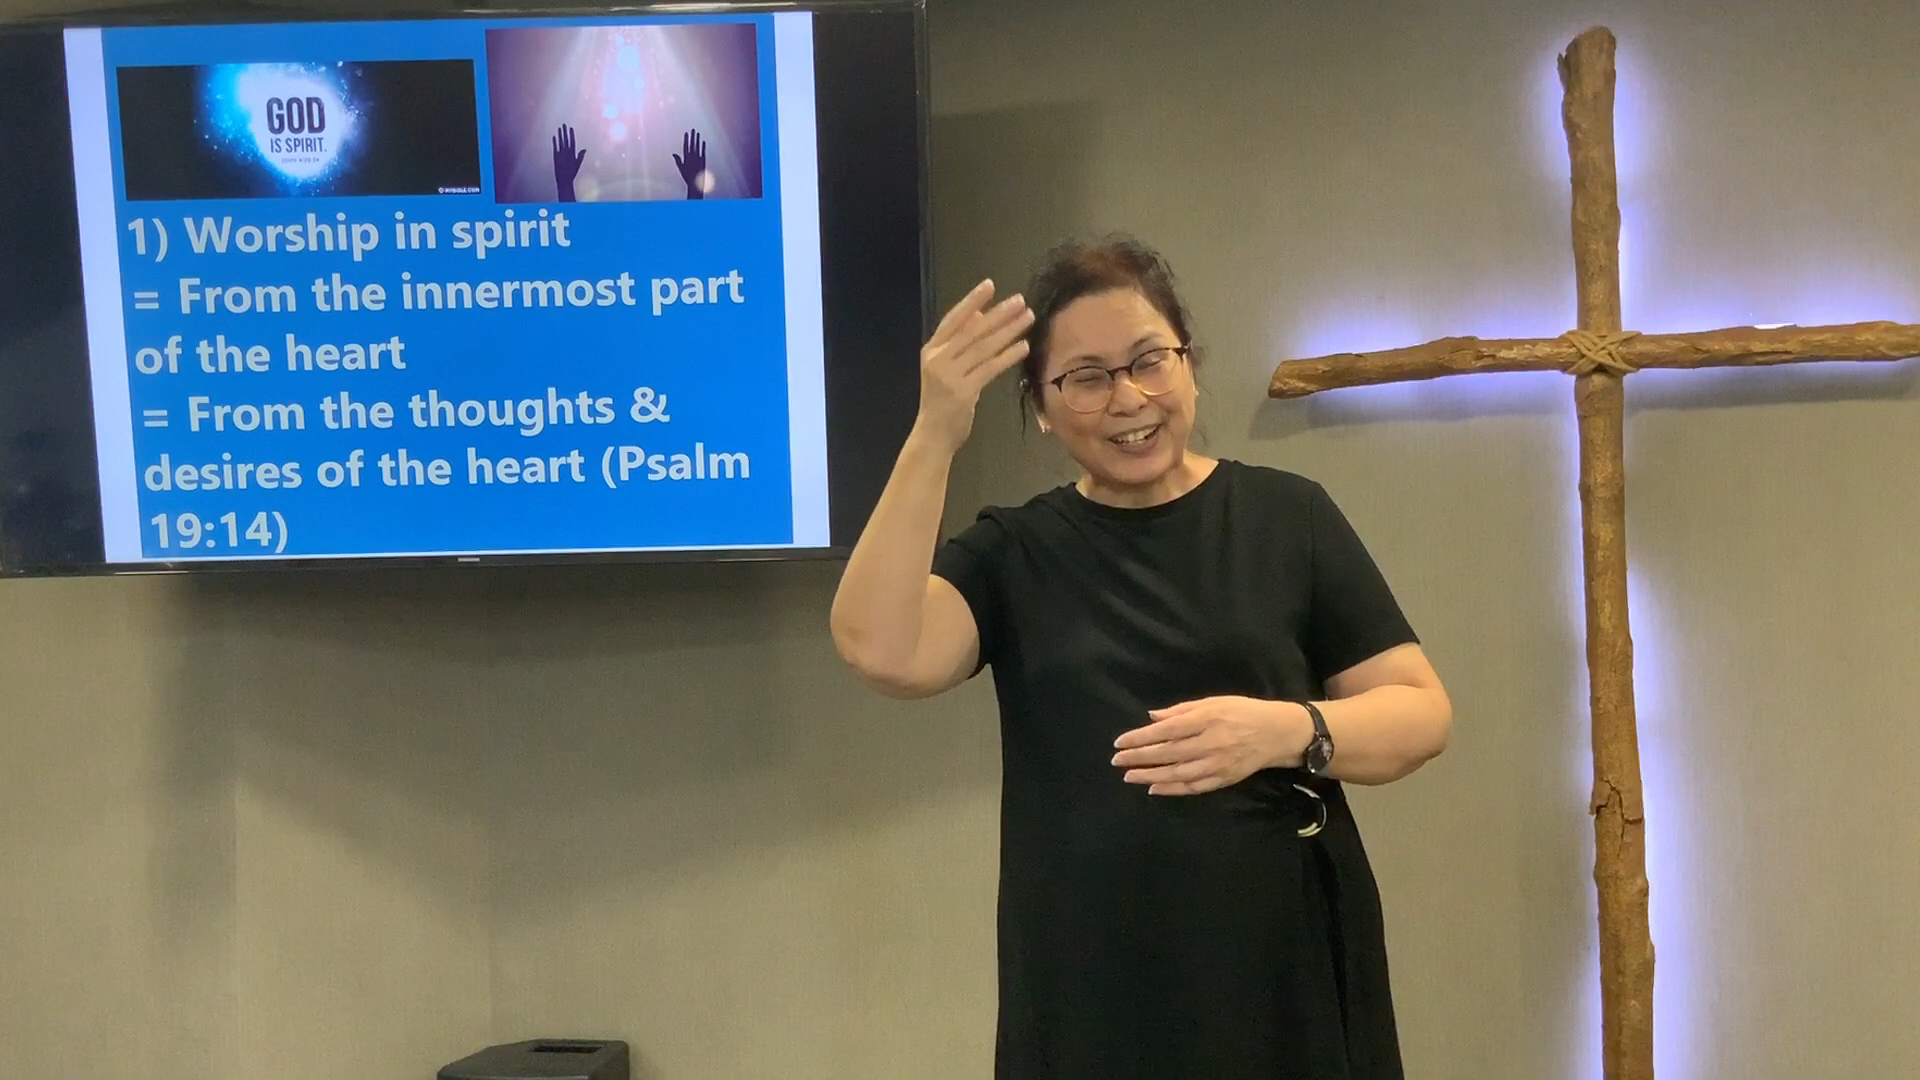 GOD
IS SPIRIT.
1) Worship in spirit
= From the innermost part
of the heart
= From the thoughts &
desires of the heart (Psalm
19:14)